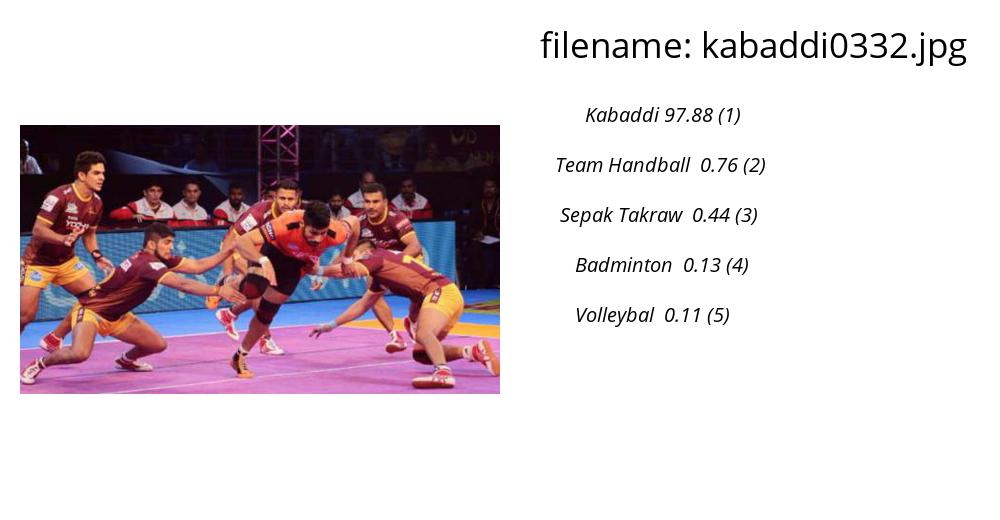 filename: kabaddi0332.jpg
Kabaddi 97.88 (1)
Team Handball 0.76 (2)
Sepak Takraw 0.44 (3)
Badminton 0.13 (4)
Volleybal 0.11 (5)